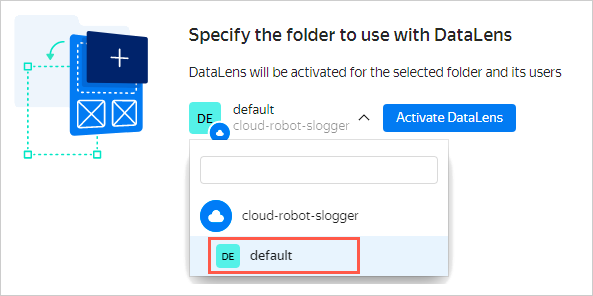 Specify the folder to use with DataLens
DataLens will be activated for the selected folder and its users
DE default
cloud-robot-slogger
Activate DataLens
cloud-robot-slogger
DE default